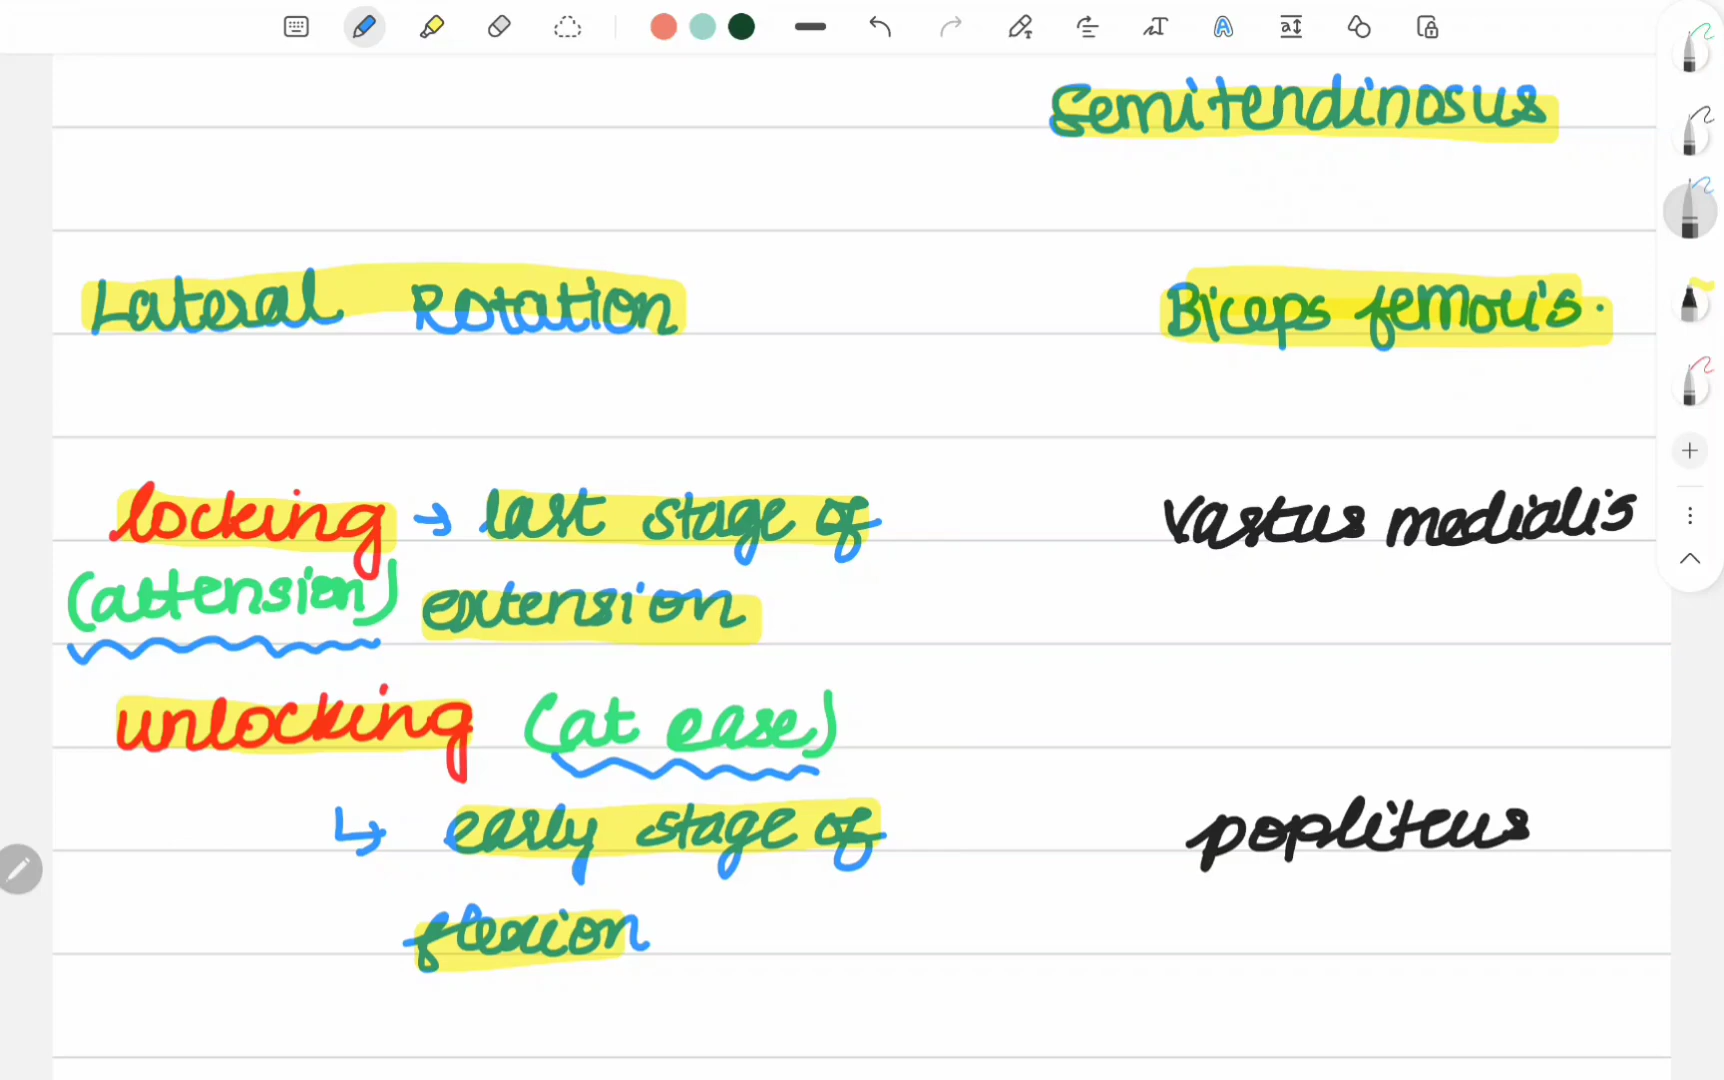 Semitendinosus
Lateral Rotation Biceps femoris.
locking → last stage of vastus medialis
(attension) extension
unlocking (at ease)
↳ early stage of popliteus
flexion